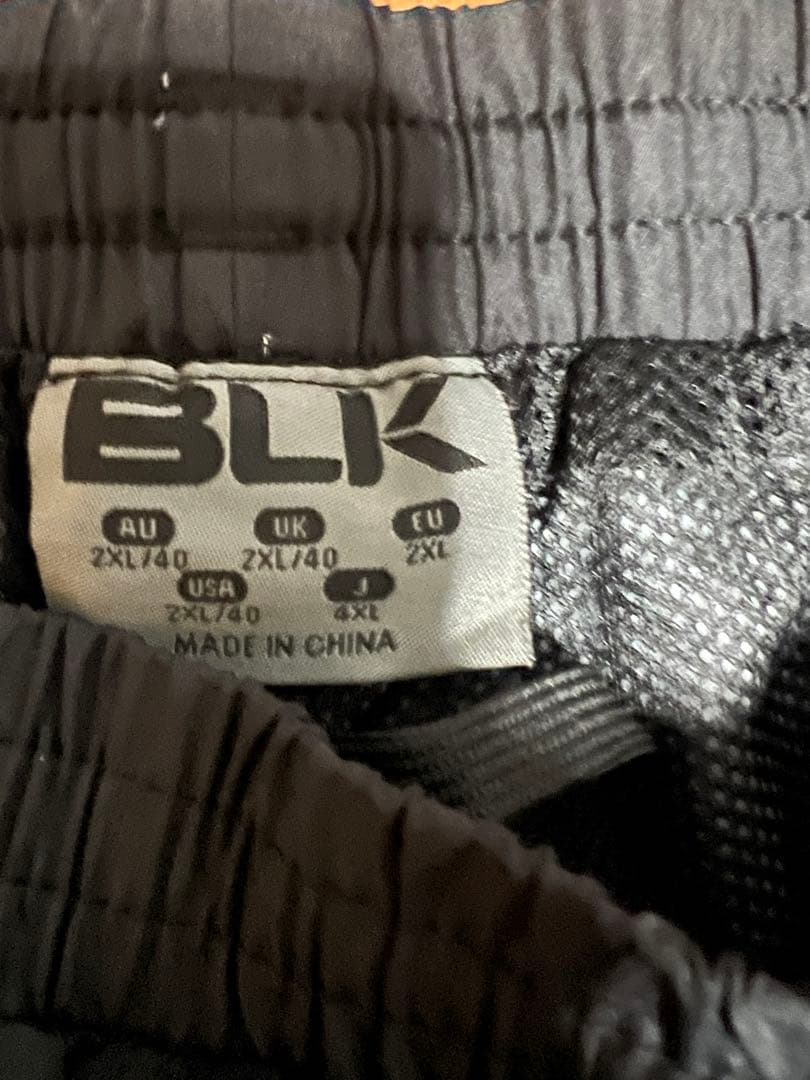 BLK
AU UK EU
2XL/40 2XL/40 2XL
USA J
2XL/40 4XL
MADE IN CHINA